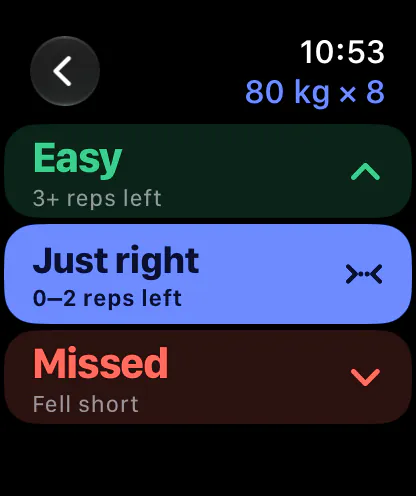 10:53
80 kg × 8
Easy
3+ reps left
Just right
0–2 reps left
Missed
Fell short